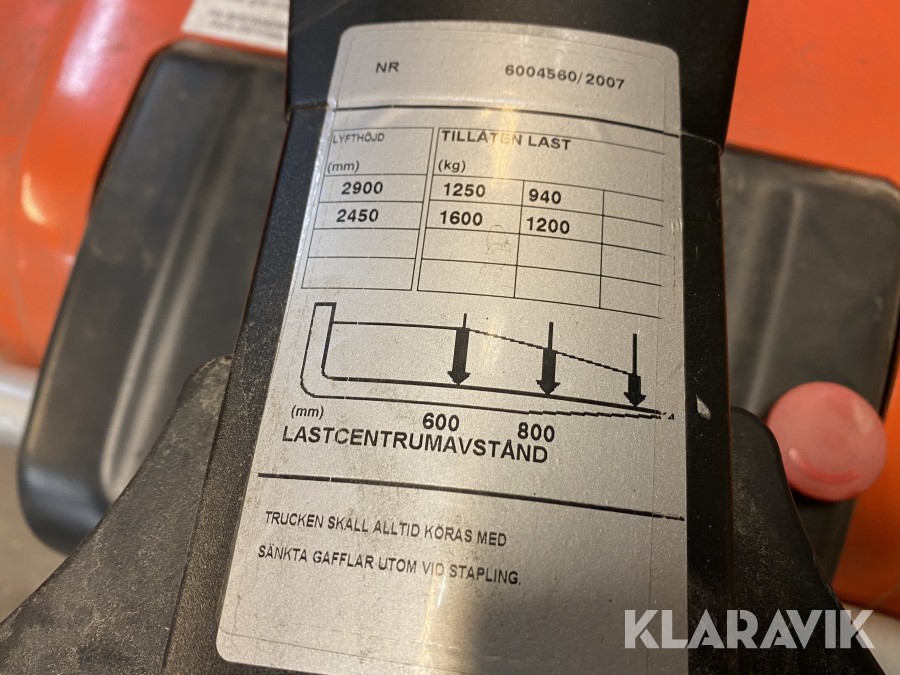 NR 6004560/2007
LYFTHÖJD TILLÅTEN LAST
(mm) (kg)
2900 1250 940
2450 1600 1200
(mm) 600 800
LASTCENTRUMAVSTÅND
TRUCKEN SKALL ALLTID KÖRAS MED
SÄNKTA GAFFLAR UTOM VID STAPLING.
KLARAVIK